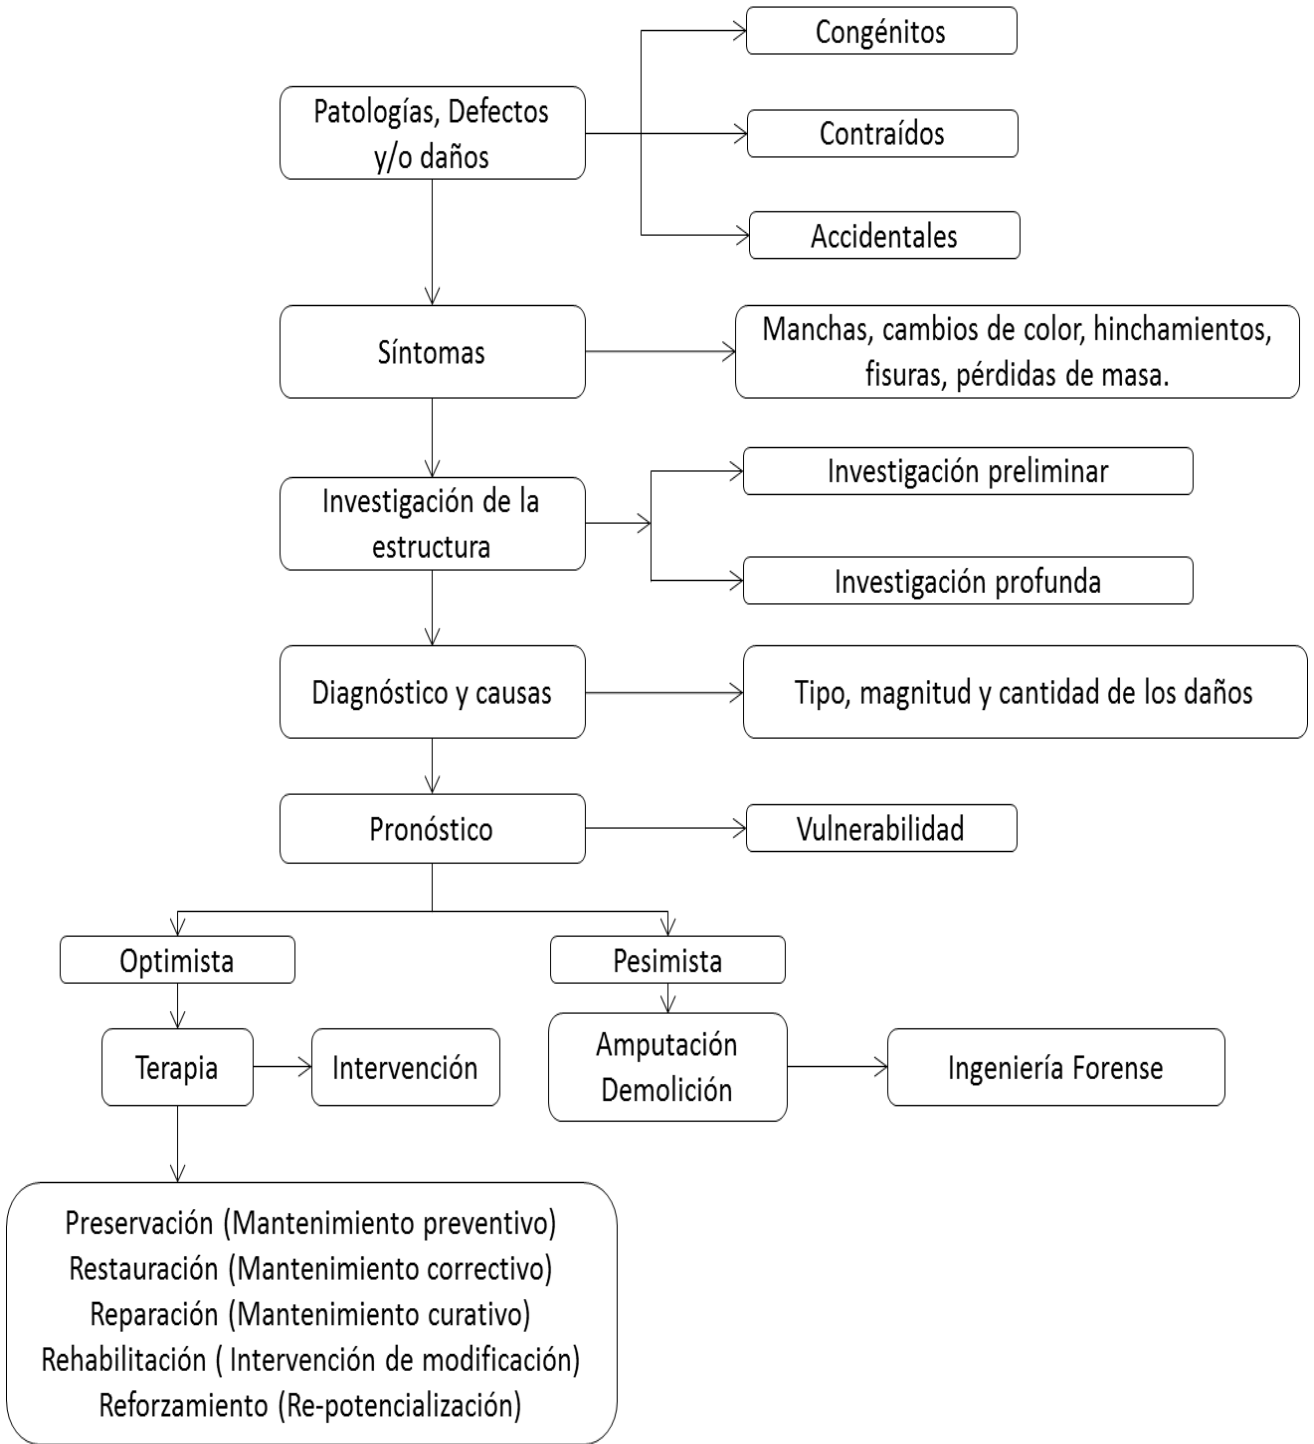 Congénitos
Patologías, Defectos
y/o daños
Contraídos
Accidentales
Síntomas
Manchas, cambios de color, hinchamientos,
fisuras, pérdidas de masa.
Investigación de la
estructura
Investigación preliminar
Investigación profunda
Diagnóstico y causas
Tipo, magnitud y cantidad de los daños
Pronóstico
Vulnerabilidad
Optimista
Pesimista
Terapia
Intervención
Amputación
Demolición
Ingeniería Forense
Preservación (Mantenimiento preventivo)
Restauración (Mantenimiento correctivo)
Reparación (Mantenimiento curativo)
Rehabilitación ( Intervención de modificación)
Reforzamiento (Re-potencialización)